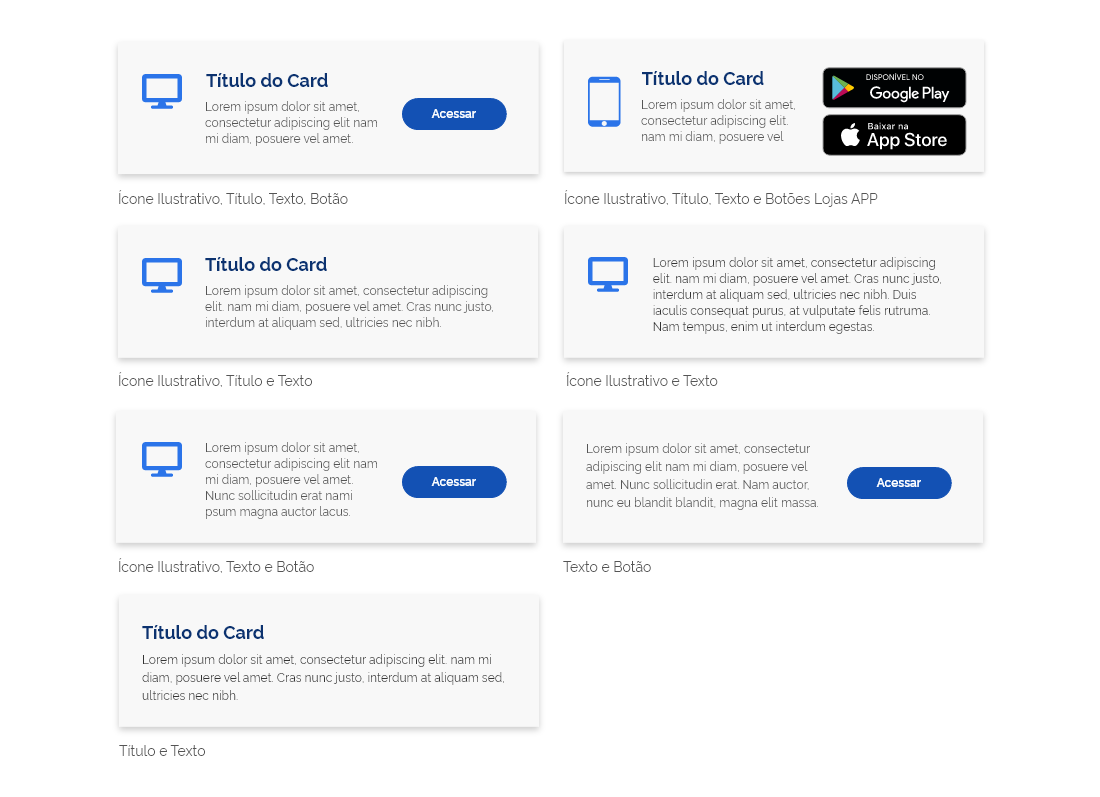 Título do Card
Lorem ipsum dolor sit amet,
consectetur adipiscing elit nam
mi diam, posuere vel amet.
Acessar
Ícone Ilustrativo, Título, Texto, Botão
Título do Card
Lorem ipsum dolor sit amet,
consectetur adipiscing elit.
nam mi diam, posuere vel
DISPONÍVEL NO
Google Play
Baixar na
App Store
Ícone Ilustrativo, Título, Texto e Botões Lojas APP
Título do Card
Lorem ipsum dolor sit amet, consectetur adipiscing
elit. nam mi diam, posuere vel amet. Cras nunc justo,
interdum at aliquam sed, ultricies nec nibh.
Ícone Ilustrativo, Título e Texto
Lorem ipsum dolor sit amet, consectetur adipiscing
elit. nam mi diam, posuere vel amet. Cras nunc justo,
interdum at aliquam sed, ultricies nec nibh. Duis
iaculis consequat purus, at vulputate felis rutruma.
Nam tempus, enim ut interdum egestas.
Ícone Ilustrativo e Texto
Lorem ipsum dolor sit amet,
consectetur adipiscing elit nam
mi diam, posuere vel amet.
Nunc sollicitudin erat nami
psum magna auctor lacus.
Acessar
Ícone Ilustrativo, Texto e Botão
Lorem ipsum dolor sit amet, consectetur
adipiscing elit nam mi diam, posuere vel
amet. Nunc sollicitudin erat. Nam auctor,
nunc eu blandit blandit, magna elit massa.
Acessar
Texto e Botão
Título do Card
Lorem ipsum dolor sit amet, consectetur adipiscing elit. nam mi
diam, posuere vel amet. Cras nunc justo, interdum at aliquam sed,
ultricies nec nibh.
Título e Texto